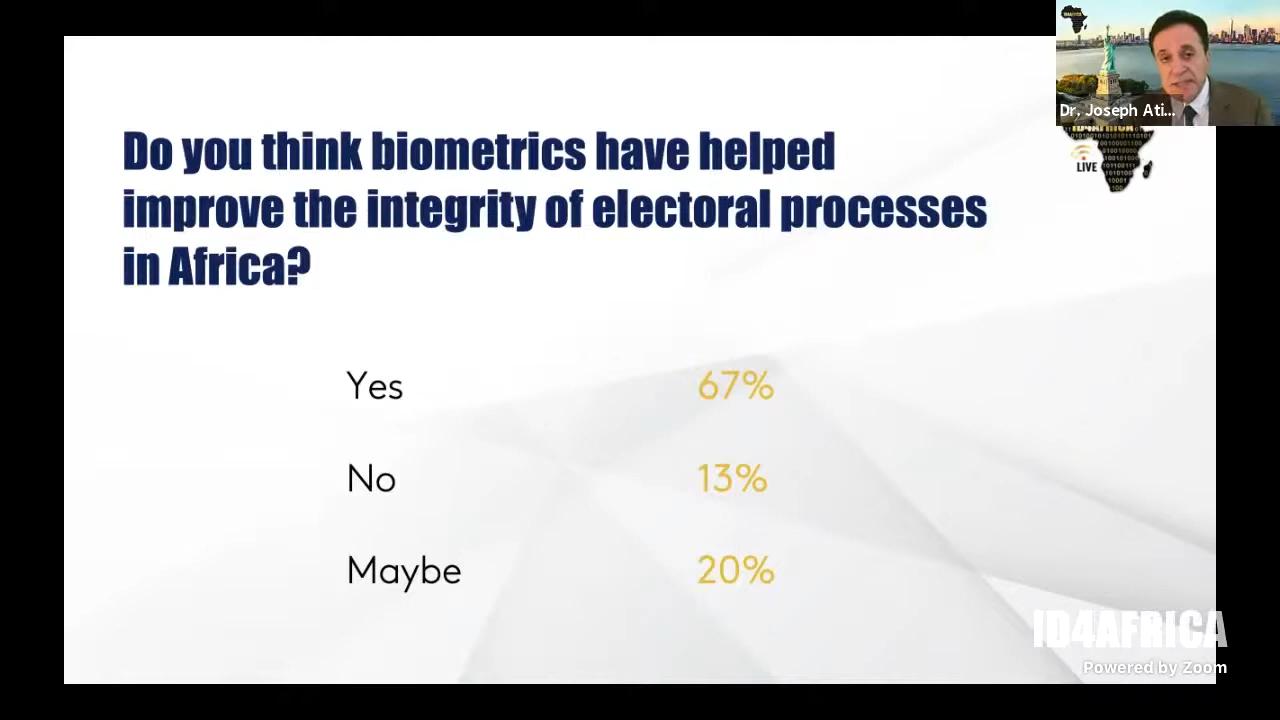 Dr, Joseph Ati...
LIVE
Do you think biometrics have helped
improve the integrity of electoral processes
in Africa?
Yes 67%
No 13%
Maybe 20%
ID4AFRICA
Powered by Zoom